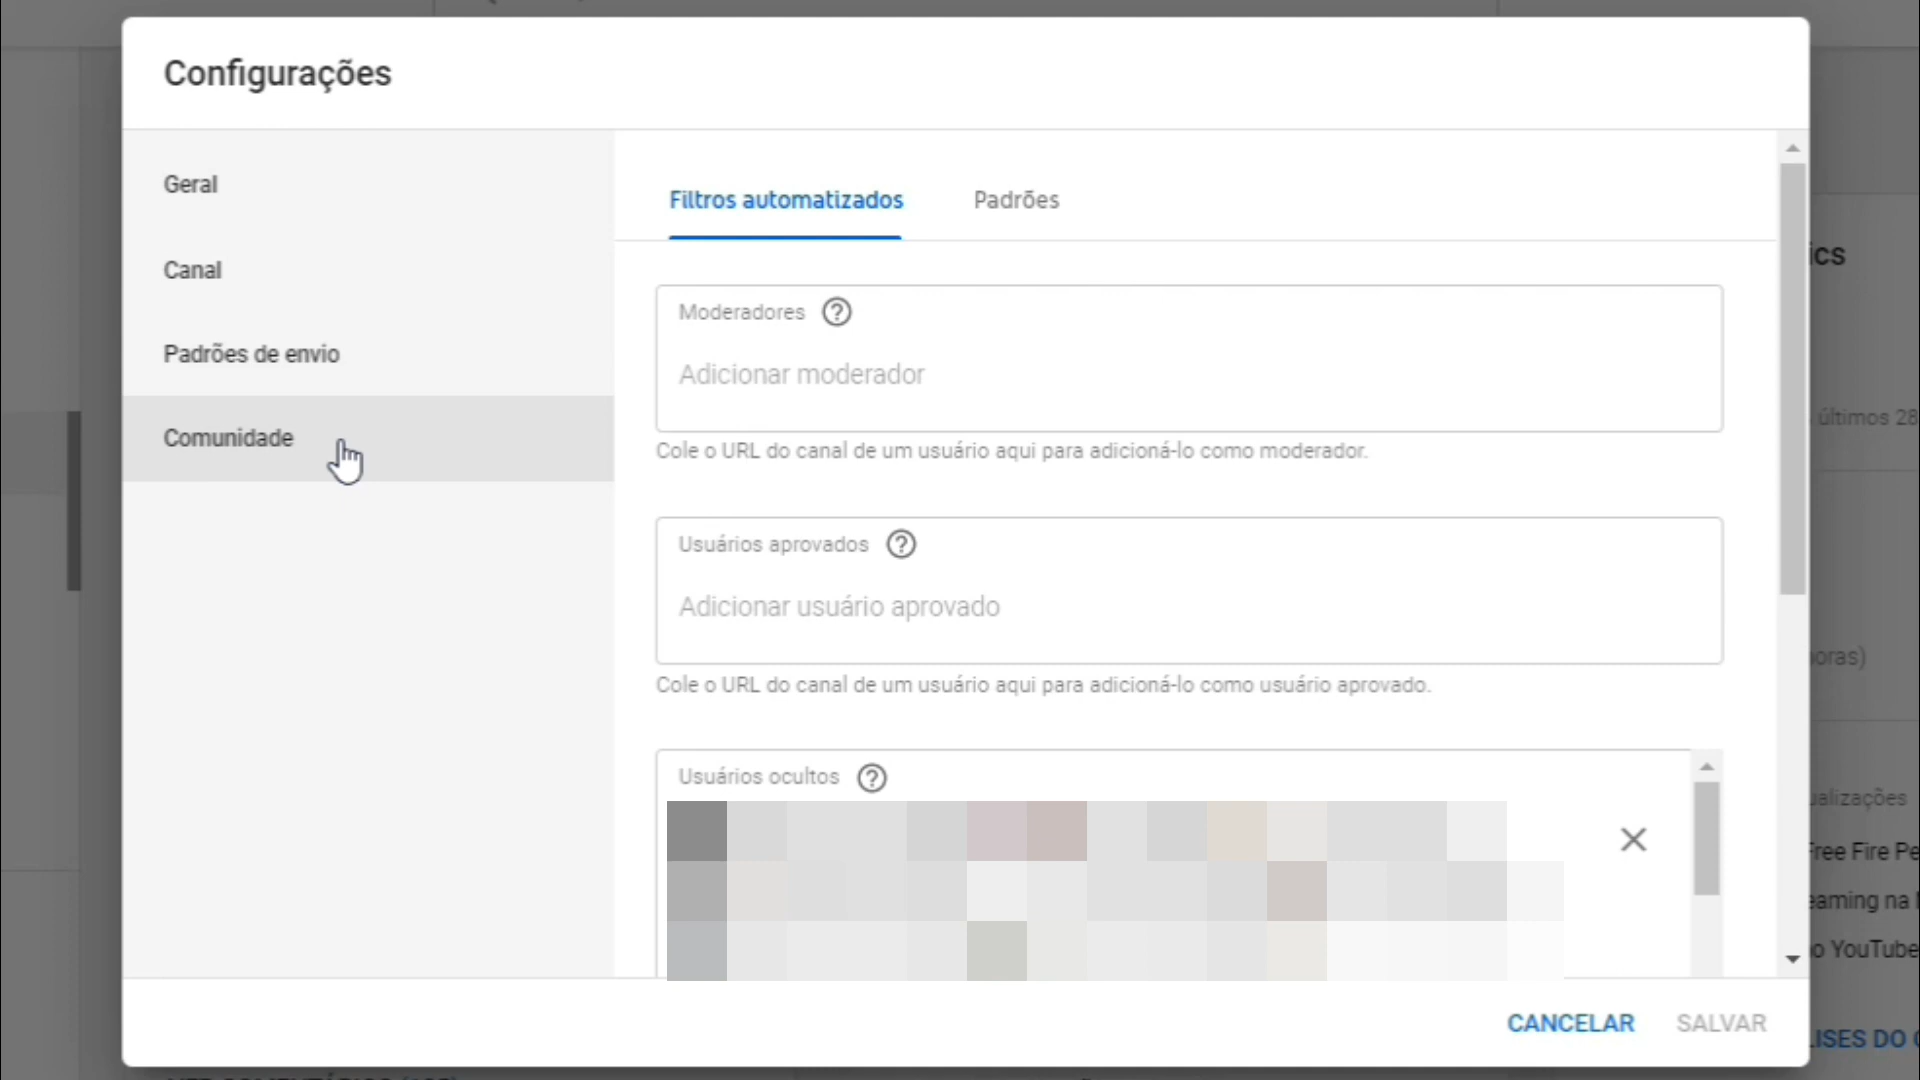 Configurações
Geral
Canal
Padrões de envio
Comunidade
Filtros automatizados
Padrões
Moderadores
Adicionar moderador
Cole o URL do canal de um usuário aqui para adicioná-lo como moderador.
Usuários aprovados
Adicionar usuário aprovado
Cole o URL do canal de um usuário aqui para adicioná-lo como usuário aprovado.
Usuários ocultos
CANCELAR
SALVAR
ics
últimos 28
oras)
ualizações
Free Fire Pe
eaming na
o YouTube
LISES DO